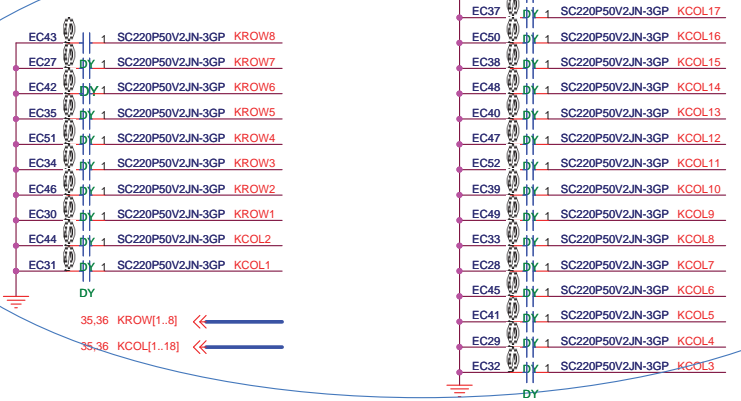 EC43 1 SC220P50V2JN-3GP KROW8
EC27 DY 1 SC220P50V2JN-3GP KROW7
EC42 DY 1 SC220P50V2JN-3GP KROW6
EC35 DY 1 SC220P50V2JN-3GP KROW5
EC51 DY 1 SC220P50V2JN-3GP KROW4
EC34 DY 1 SC220P50V2JN-3GP KROW3
EC46 DY 1 SC220P50V2JN-3GP KROW2
EC30 DY 1 SC220P50V2JN-3GP KROW1
EC44 DY 1 SC220P50V2JN-3GP KCOL2
EC31 DY 1 SC220P50V2JN-3GP KCOL1
DY
35,36 KROW[1..8]
35,36 KCOL[1..18]
EC37 DY 1 SC220P50V2JN-3GP KCOL17
EC50 DY 1 SC220P50V2JN-3GP KCOL16
EC38 DY 1 SC220P50V2JN-3GP KCOL15
EC48 DY 1 SC220P50V2JN-3GP KCOL14
EC40 DY 1 SC220P50V2JN-3GP KCOL13
EC47 DY 1 SC220P50V2JN-3GP KCOL12
EC52 DY 1 SC220P50V2JN-3GP KCOL11
EC39 DY 1 SC220P50V2JN-3GP KCOL10
EC49 DY 1 SC220P50V2JN-3GP KCOL9
EC33 DY 1 SC220P50V2JN-3GP KCOL8
EC28 DY 1 SC220P50V2JN-3GP KCOL7
EC45 DY 1 SC220P50V2JN-3GP KCOL6
EC41 DY 1 SC220P50V2JN-3GP KCOL5
EC29 DY 1 SC220P50V2JN-3GP KCOL4
EC32 DY 1 SC220P50V2JN-3GP KCOL3
DY